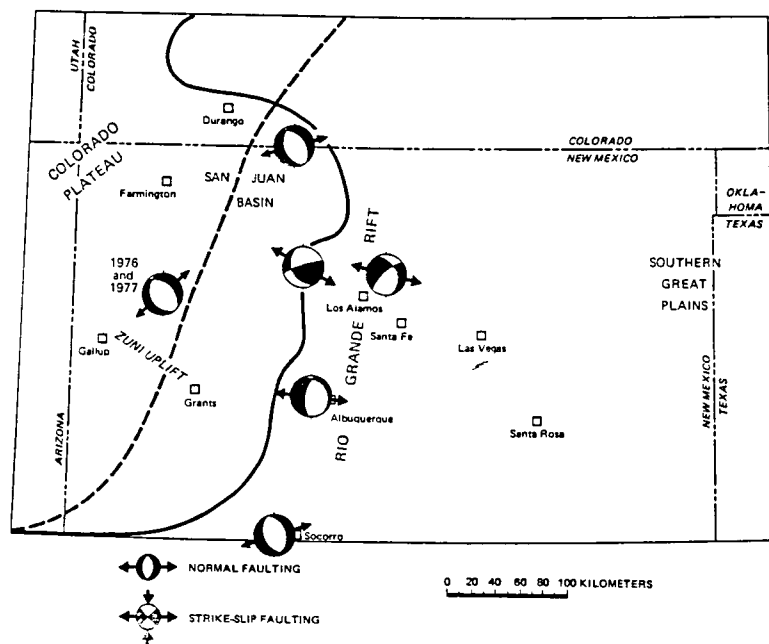 UTAH
COLORADO
Durango
COLORADO
PLATEAU
COLORADO
NEW MEXICO
SAN JUAN
BASIN
Farmington
OKLA-
HOMA
TEXAS
RIFT
1976
and
1977
SOUTHERN
GREAT
PLAINS
Los Alamos
Santa Fe
GRANDE
Las Vegas
Gallup
ZUNI UPLIFT
Grants
Albuquerque
NEW MEXICO
TEXAS
ARIZONA
RIO
Santa Rosa
Socorro
NORMAL FAULTING
0 20 40 60 80 100 KILOMETERS
STRIKE-SLIP FAULTING